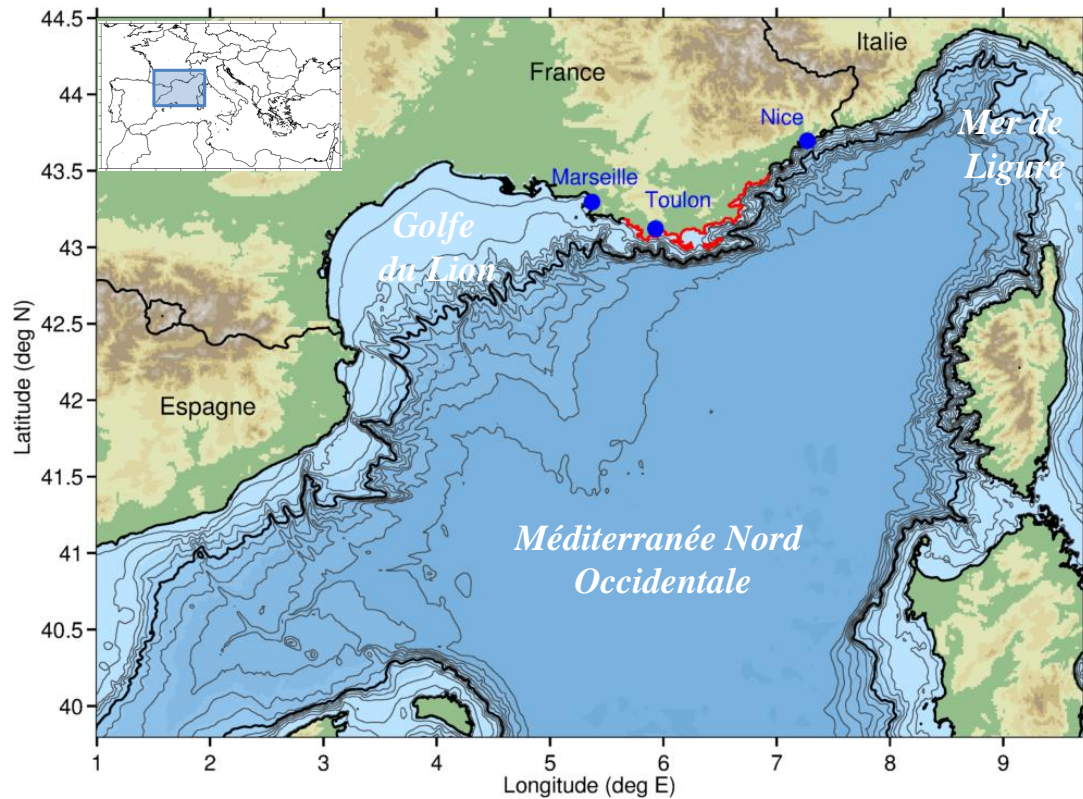 44.5
44
43.5
43
42.5
42
41.5
41
40.5
40
Latitude (deg N)
France
Italie
Nice
Mer de
Ligure
Marseille
Toulon
Golfe
du Lion
Espagne
Méditerranée Nord
Occidentale
1 2 3 4 5 6 7 8 9
Longitude (deg E)